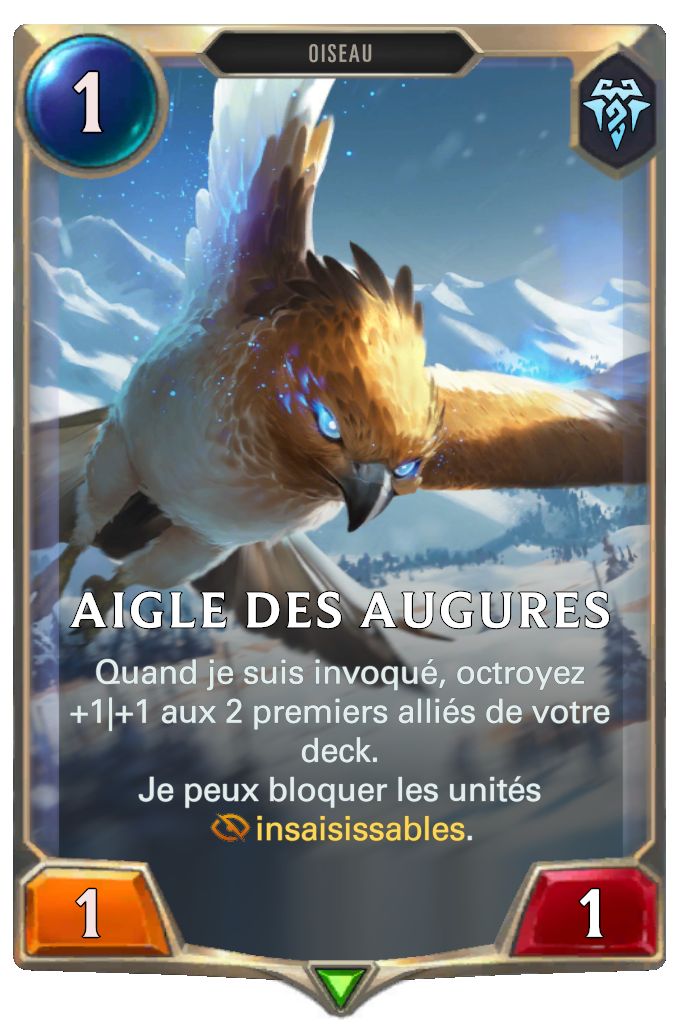 OISEAU
1
AIGLE DES AUGURES
Quand je suis invoqué, octroyez
+1|+1 aux 2 premiers alliés de votre
deck.
Je peux bloquer les unités
insaisissables.
1
1